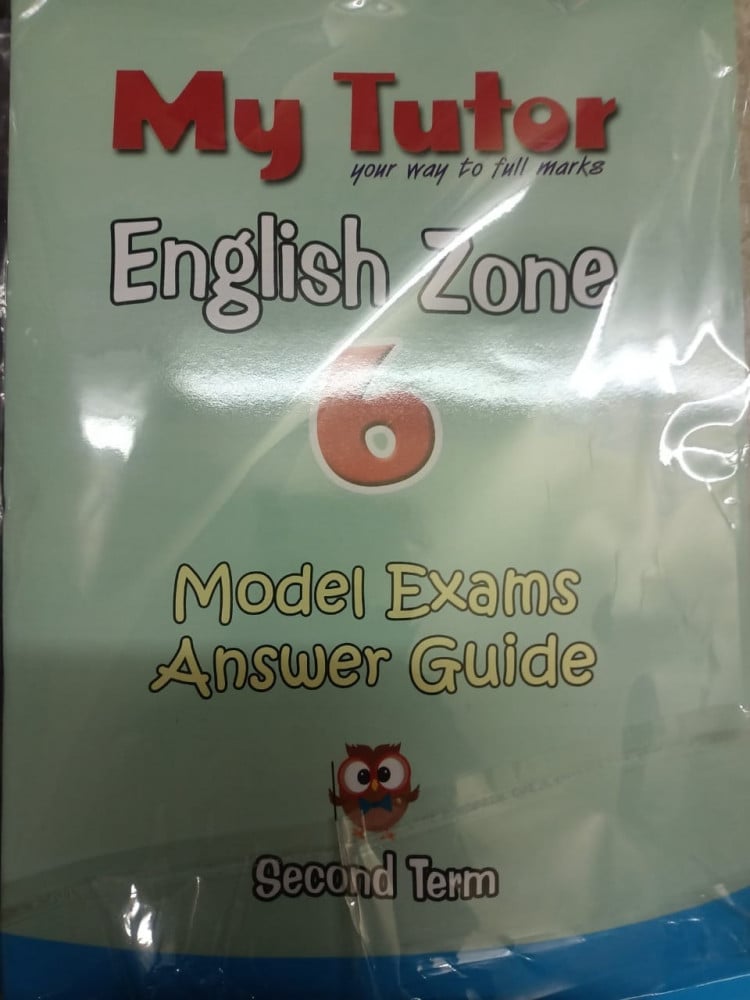 My Tutor
your way to full marks
English Zone
6
Model Exams
Answer Guide
Second Term